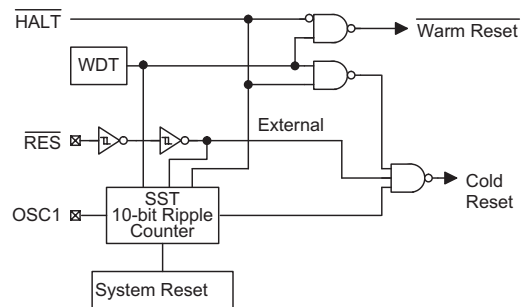 HALT
Warm Reset
WDT
External
RES
Cold
Reset
SST
10-bit Ripple
Counter
OSC1
System Reset